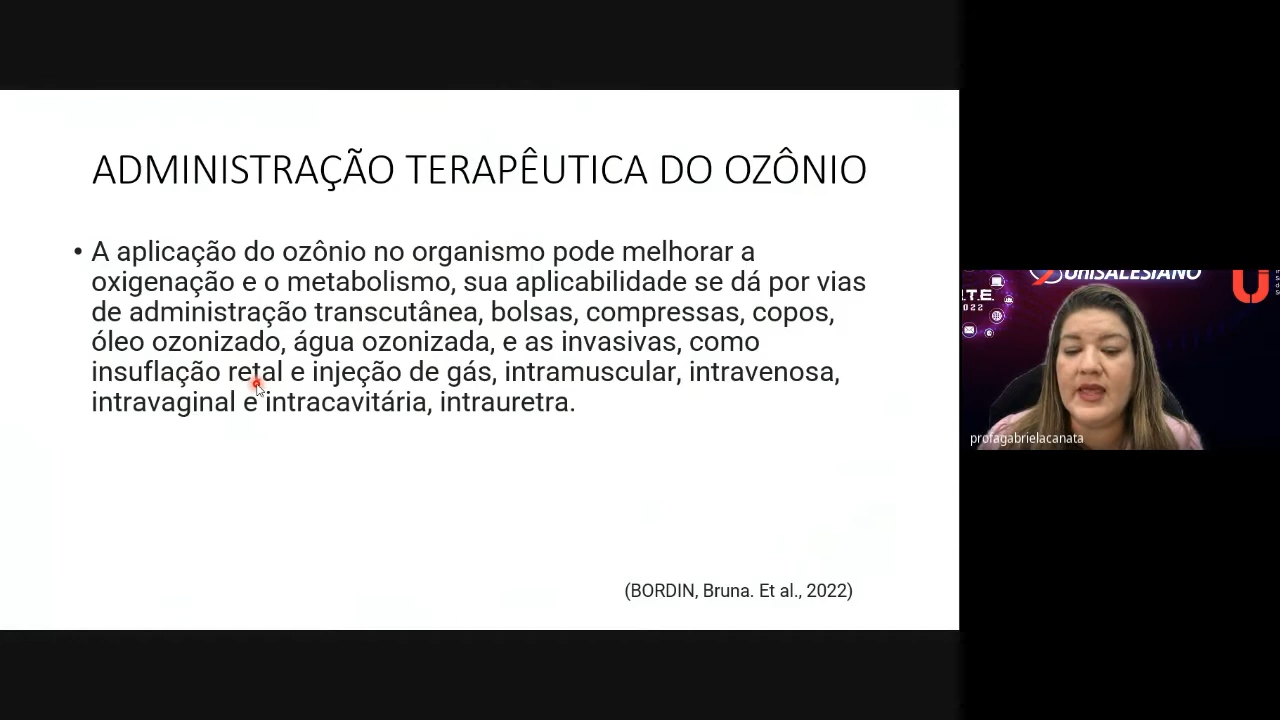 ADMINISTRAÇÃO TERAPÊUTICA DO OZÔNIO
• A aplicação do ozônio no organismo pode melhorar a
oxigenação e o metabolismo, sua aplicabilidade se dá por vias
de administração transcutânea, bolsas, compressas, copos,
óleo ozonizado, água ozonizada, e as invasivas, como
insuflação retal e injeção de gás, intramuscular, intravenosa,
intravaginal e intracavitária, intrauretra.
(BORDIN, Bruna. Et al., 2022)
UNISALESIANO
profagabrielacanata